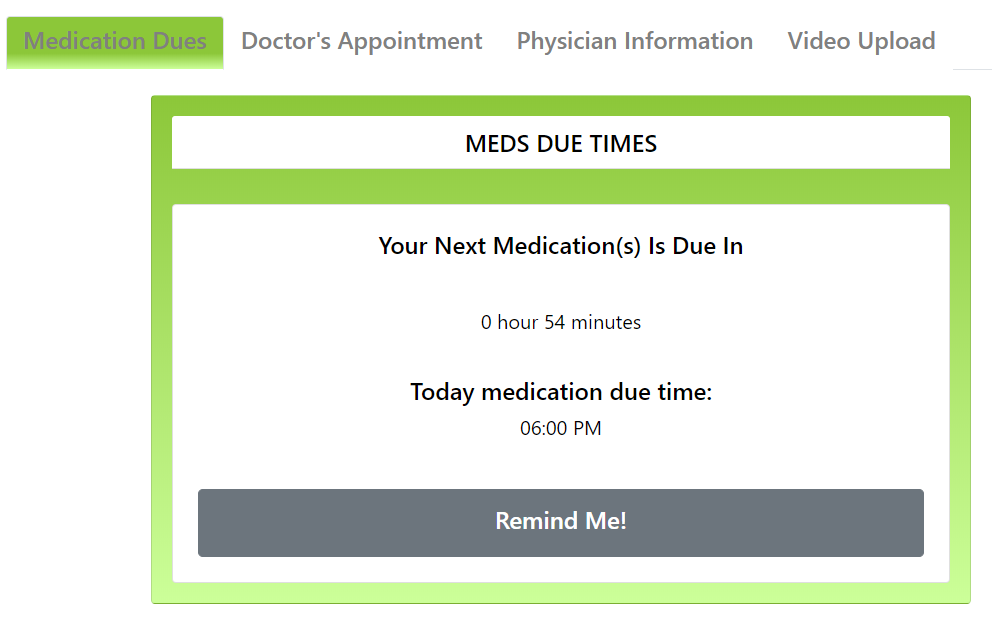 Medication Dues Doctor's Appointment Physician Information Video Upload
MEDS DUE TIMES
Your Next Medication(s) Is Due In
0 hour 54 minutes
Today medication due time:
06:00 PM
Remind Me!